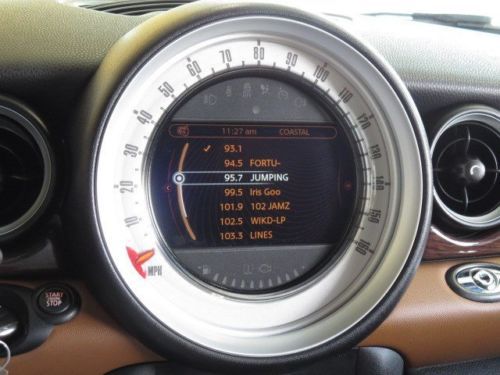 10 20 30 40 50 60 70 80 90 100 110 120 130 140 150 160
MPH
11:27 am COASTAL
✓ 93.1
94.5 FORTU~
95.7 JUMPING
99.5 Iris Goo
101.9 102 JAMZ
102.5 WIKD-LP
103.3 LINES
START
STOP